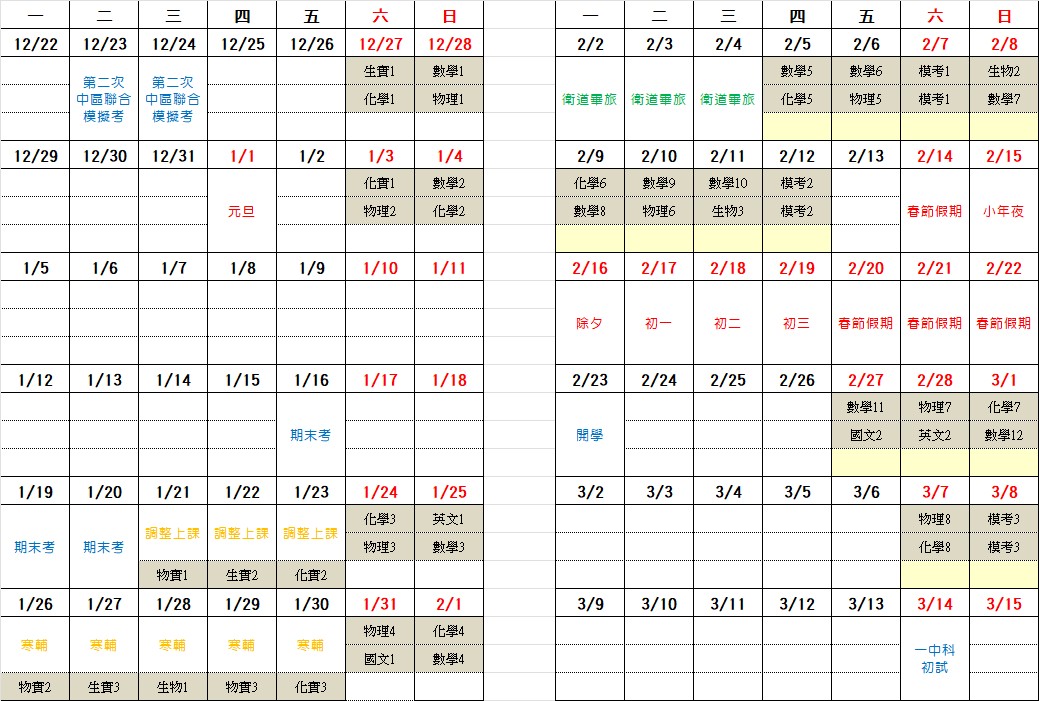 一 二 三 四 五 六 日
12/22 12/23 12/24 12/25 12/26 12/27 12/28
生實1 數學1
第二次 第二次
中區聯合 中區聯合 化學1 物理1
模擬考 模擬考
12/29 12/30 12/31 1/1 1/2 1/3 1/4
化實1 數學2
元旦 物理2 化學2
1/5 1/6 1/7 1/8 1/9 1/10 1/11
1/12 1/13 1/14 1/15 1/16 1/17 1/18
期末考
1/19 1/20 1/21 1/22 1/23 1/24 1/25
化學3 英文1
調整上課 調整上課 調整上課
期末考 期末考 物理3 數學3
物實1 生實2 化實2
1/26 1/27 1/28 1/29 1/30 1/31 2/1
物理4 化學4
寒輔 寒輔 寒輔 寒輔 寒輔
國文1 數學4
物實2 生實3 生物1 物實3 化實3
一 二 三 四 五 六 日
2/2 2/3 2/4 2/5 2/6 2/7 2/8
數學5 數學6 模考1 生物2
衛道畢旅 衛道畢旅 衛道畢旅 化學5 物理5 模考1 數學7
2/9 2/10 2/11 2/12 2/13 2/14 2/15
化學6 數學9 數學10 模考2
數學8 物理6 生物3 模考2 春節假期 小年夜
2/16 2/17 2/18 2/19 2/20 2/21 2/22
除夕 初一 初二 初三 春節假期 春節假期 春節假期
2/23 2/24 2/25 2/26 2/27 2/28 3/1
數學11 物理7 化學7
開學 國文2 英文2 數學12
3/2 3/3 3/4 3/5 3/6 3/7 3/8
物理8 模考3
化學8 模考3
3/9 3/10 3/11 3/12 3/13 3/14 3/15
一中科
初試